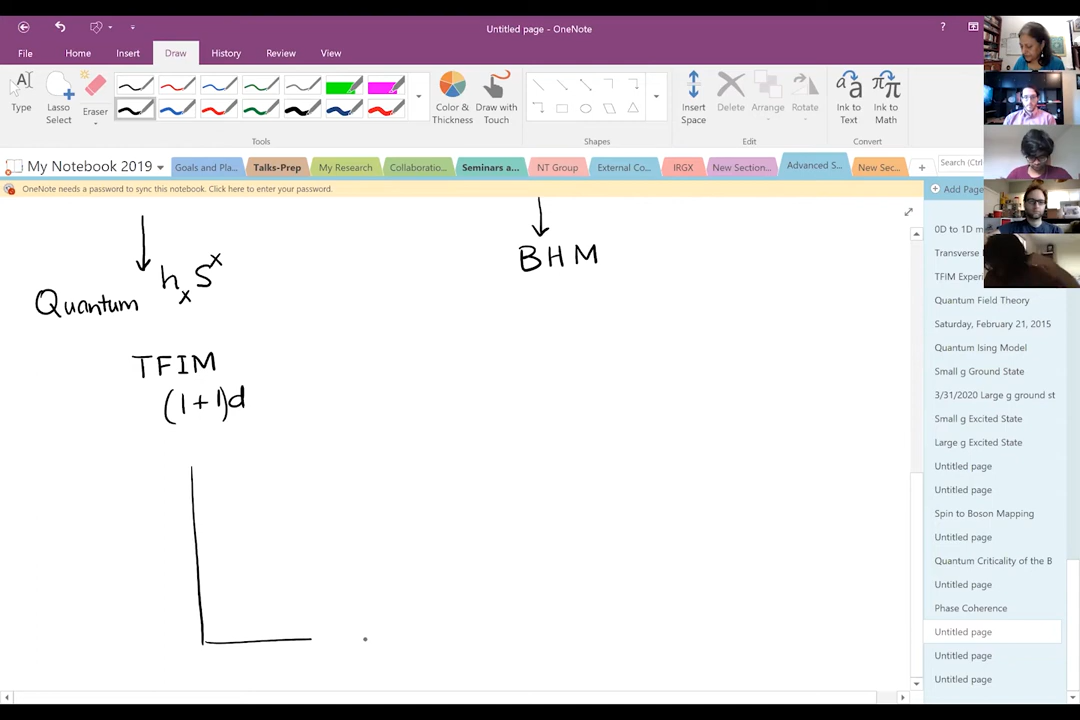 Untitled page - OneNote
?
File
Home
Insert
Draw
History
Review
View
Type
Lasso
Select
Eraser
Color &
Thickness
Draw with
Touch
Insert
Space
Delete
Arrange
Rotate
Ink to
Text
Ink to
Math
Tools
Shapes
Edit
Convert
My Notebook 2019
Goals and Pla...
Talks-Prep
My Research
Collaboratio...
Seminars a...
NT Group
External Co...
IRGX
New Section...
Advanced S...
New Sec...
Search (Ctrl
OneNote needs a password to sync this notebook. Click here to enter your password.
Add Page
Quantum
h_x S^x
TFIM
(1+1)d
BHM
0D to 1D m
Transverse
TFIM Experi
Quantum Field Theory
Saturday, February 21, 2015
Quantum Ising Model
Small g Ground State
3/31/2020 Large g ground st
Small g Excited State
Large g Excited State
Untitled page
Untitled page
Spin to Boson Mapping
Untitled page
Quantum Criticality of the B
Untitled page
Phase Coherence
Untitled page
Untitled page
Untitled page